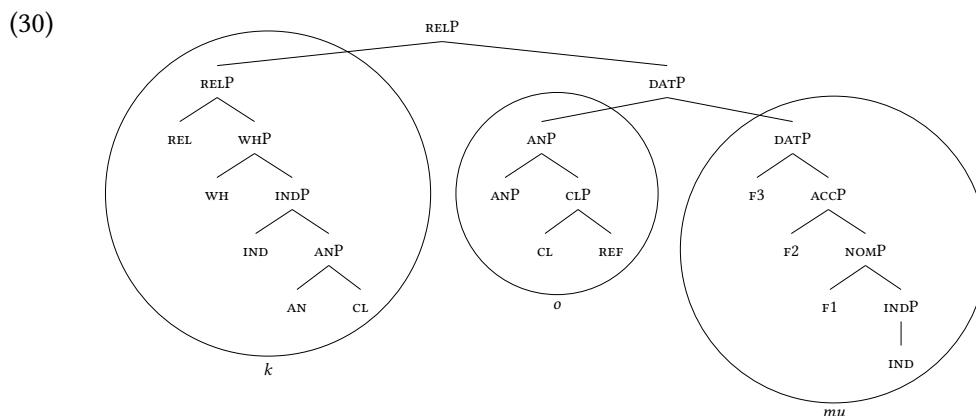 (30)
RELP
RELP DATP
REL WHP ANP DATP
WH INDP ANP CLP F3 ACCP
IND ANP CL REF F2 NOMP
AN CL o F1 INDP
k IND
mu